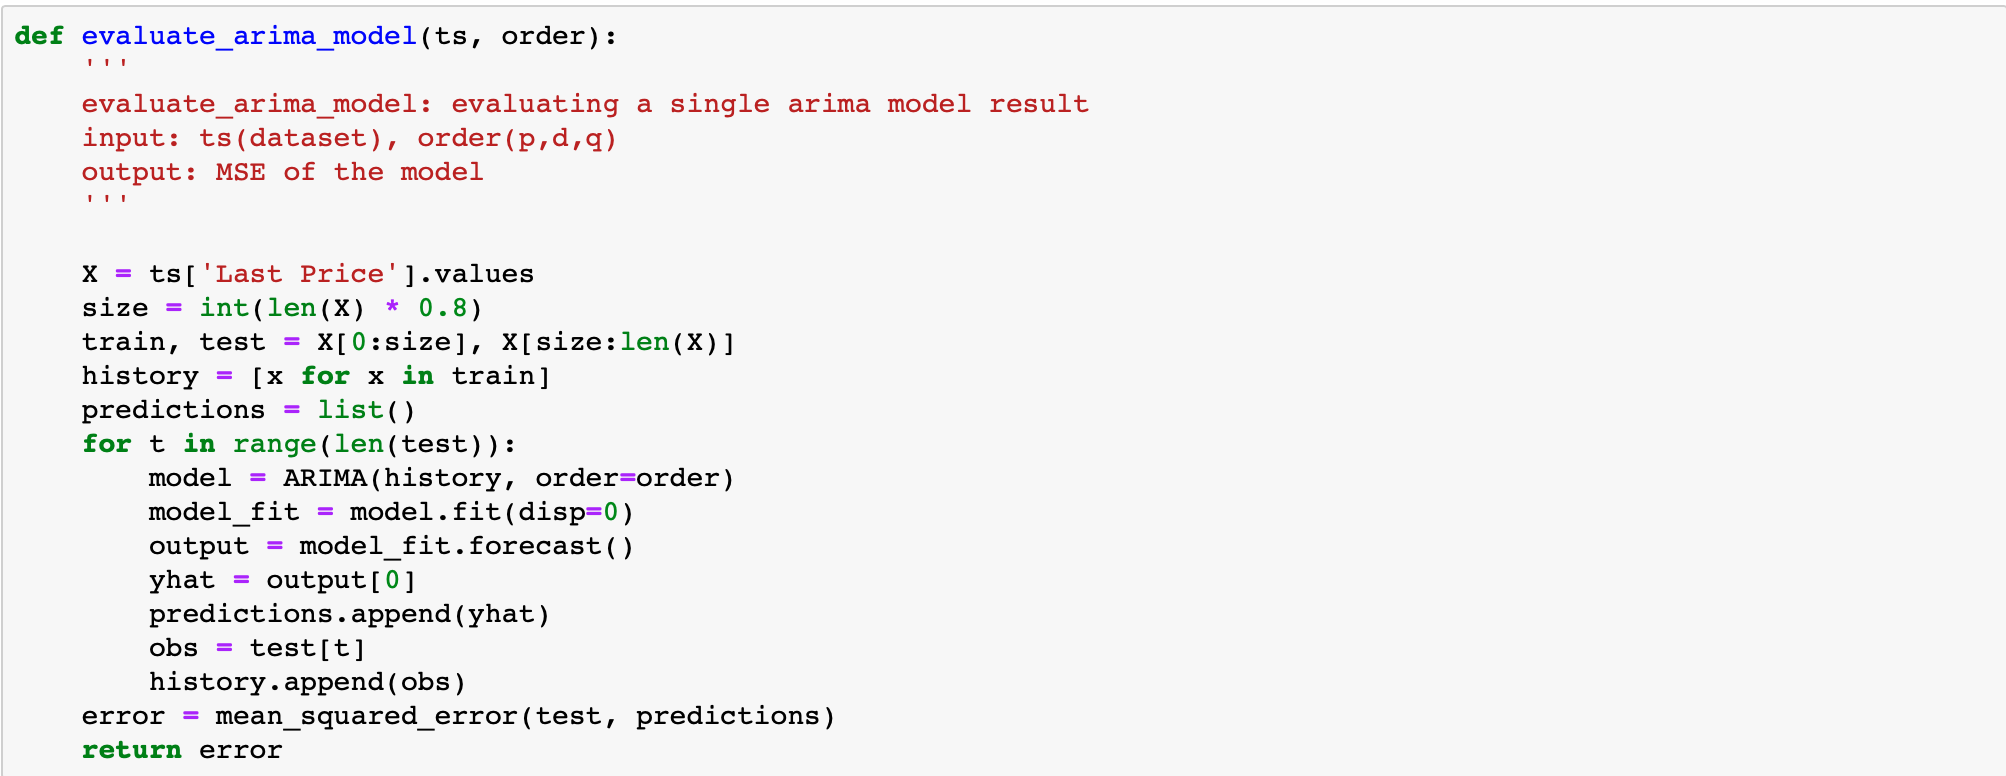 def evaluate_arima_model(ts, order):
    '''
    evaluate_arima_model: evaluating a single arima model result
    input: ts(dataset), order(p,d,q)
    output: MSE of the model
    '''

    X = ts['Last Price'].values
    size = int(len(X) * 0.8)
    train, test = X[0:size], X[size:len(X)]
    history = [x for x in train]
    predictions = list()
    for t in range(len(test)):
        model = ARIMA(history, order=order)
        model_fit = model.fit(disp=0)
        output = model_fit.forecast()
        yhat = output[0]
        predictions.append(yhat)
        obs = test[t]
        history.append(obs)
    error = mean_squared_error(test, predictions)
    return error